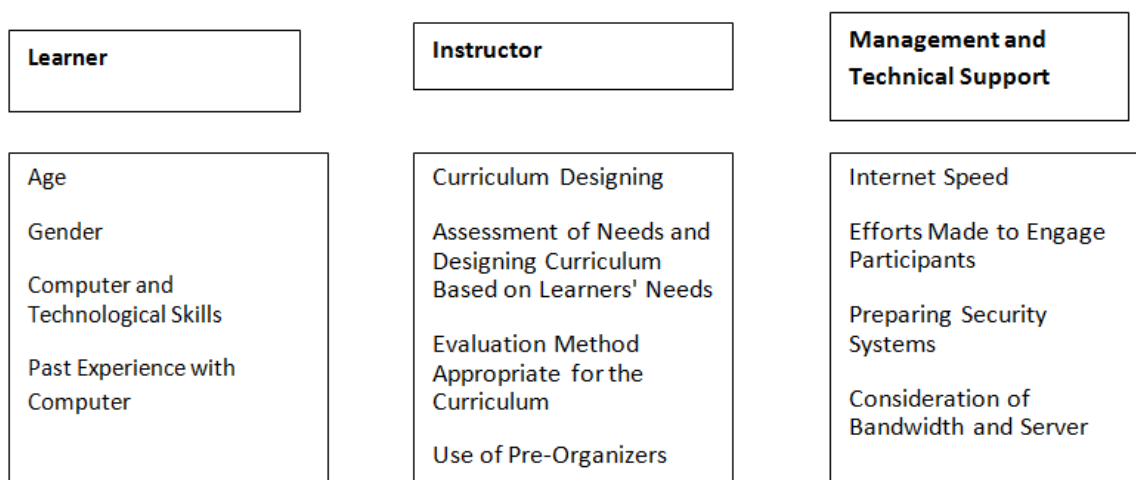 Learner
Instructor
Management and
Technical Support
Age
Gender
Computer and
Technological Skills
Past Experience with
Computer
Curriculum Designing
Assessment of Needs and
Designing Curriculum
Based on Learners' Needs
Evaluation Method
Appropriate for the
Curriculum
Use of Pre-Organizers
Internet Speed
Efforts Made to Engage
Participants
Preparing Security
Systems
Consideration of
Bandwidth and Server